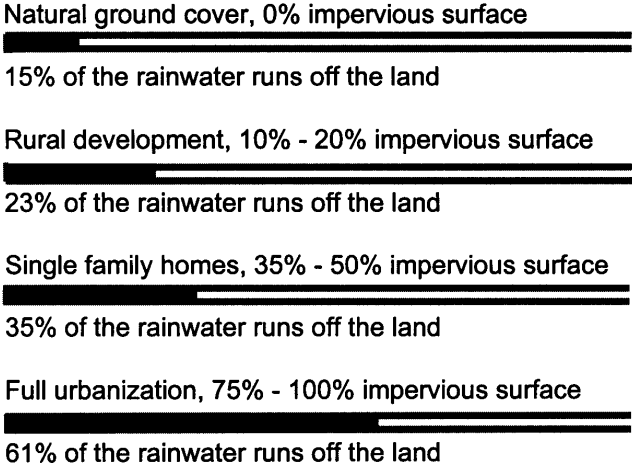 Natural ground cover, 0% impervious surface
15% of the rainwater runs off the land
Rural development, 10% - 20% impervious surface
23% of the rainwater runs off the land
Single family homes, 35% - 50% impervious surface
35% of the rainwater runs off the land
Full urbanization, 75% - 100% impervious surface
61% of the rainwater runs off the land